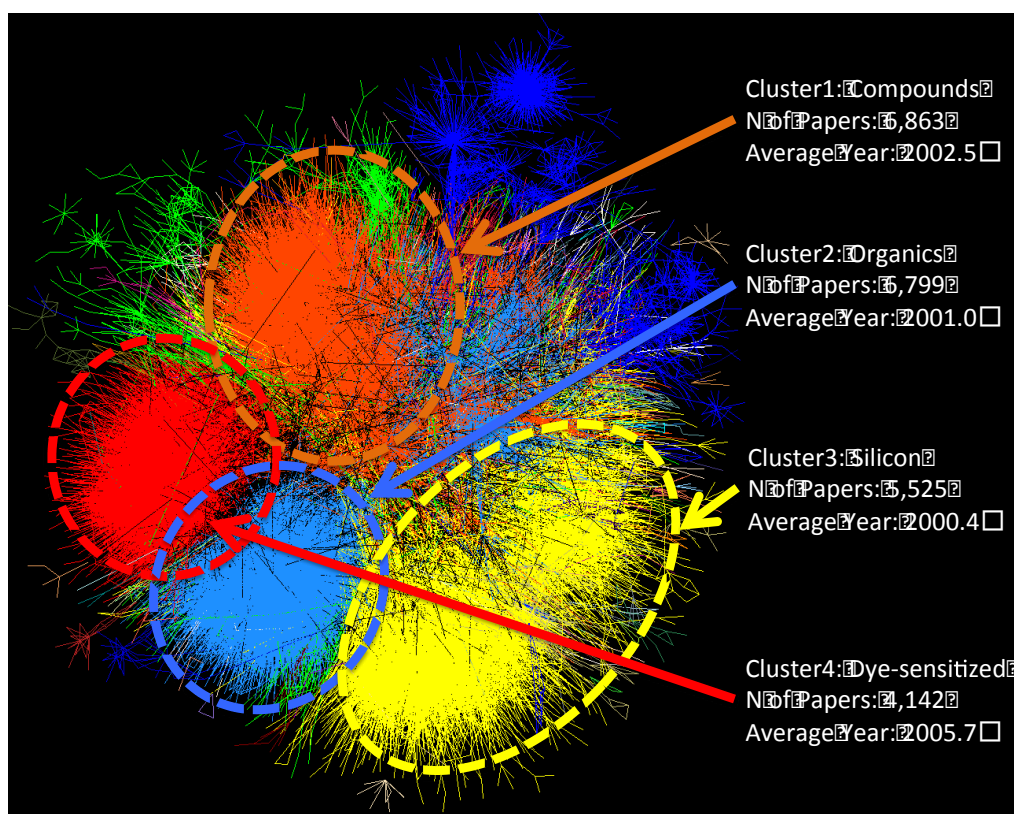 Cluster1: Compounds
N of Papers: 6,863
Average Year: 2002.5
Cluster2: Organics
N of Papers: 6,799
Average Year: 2001.0
Cluster3: Silicon
N of Papers: 5,525
Average Year: 2000.4
Cluster4: Dye-sensitized
N of Papers: 4,142
Average Year: 2005.7